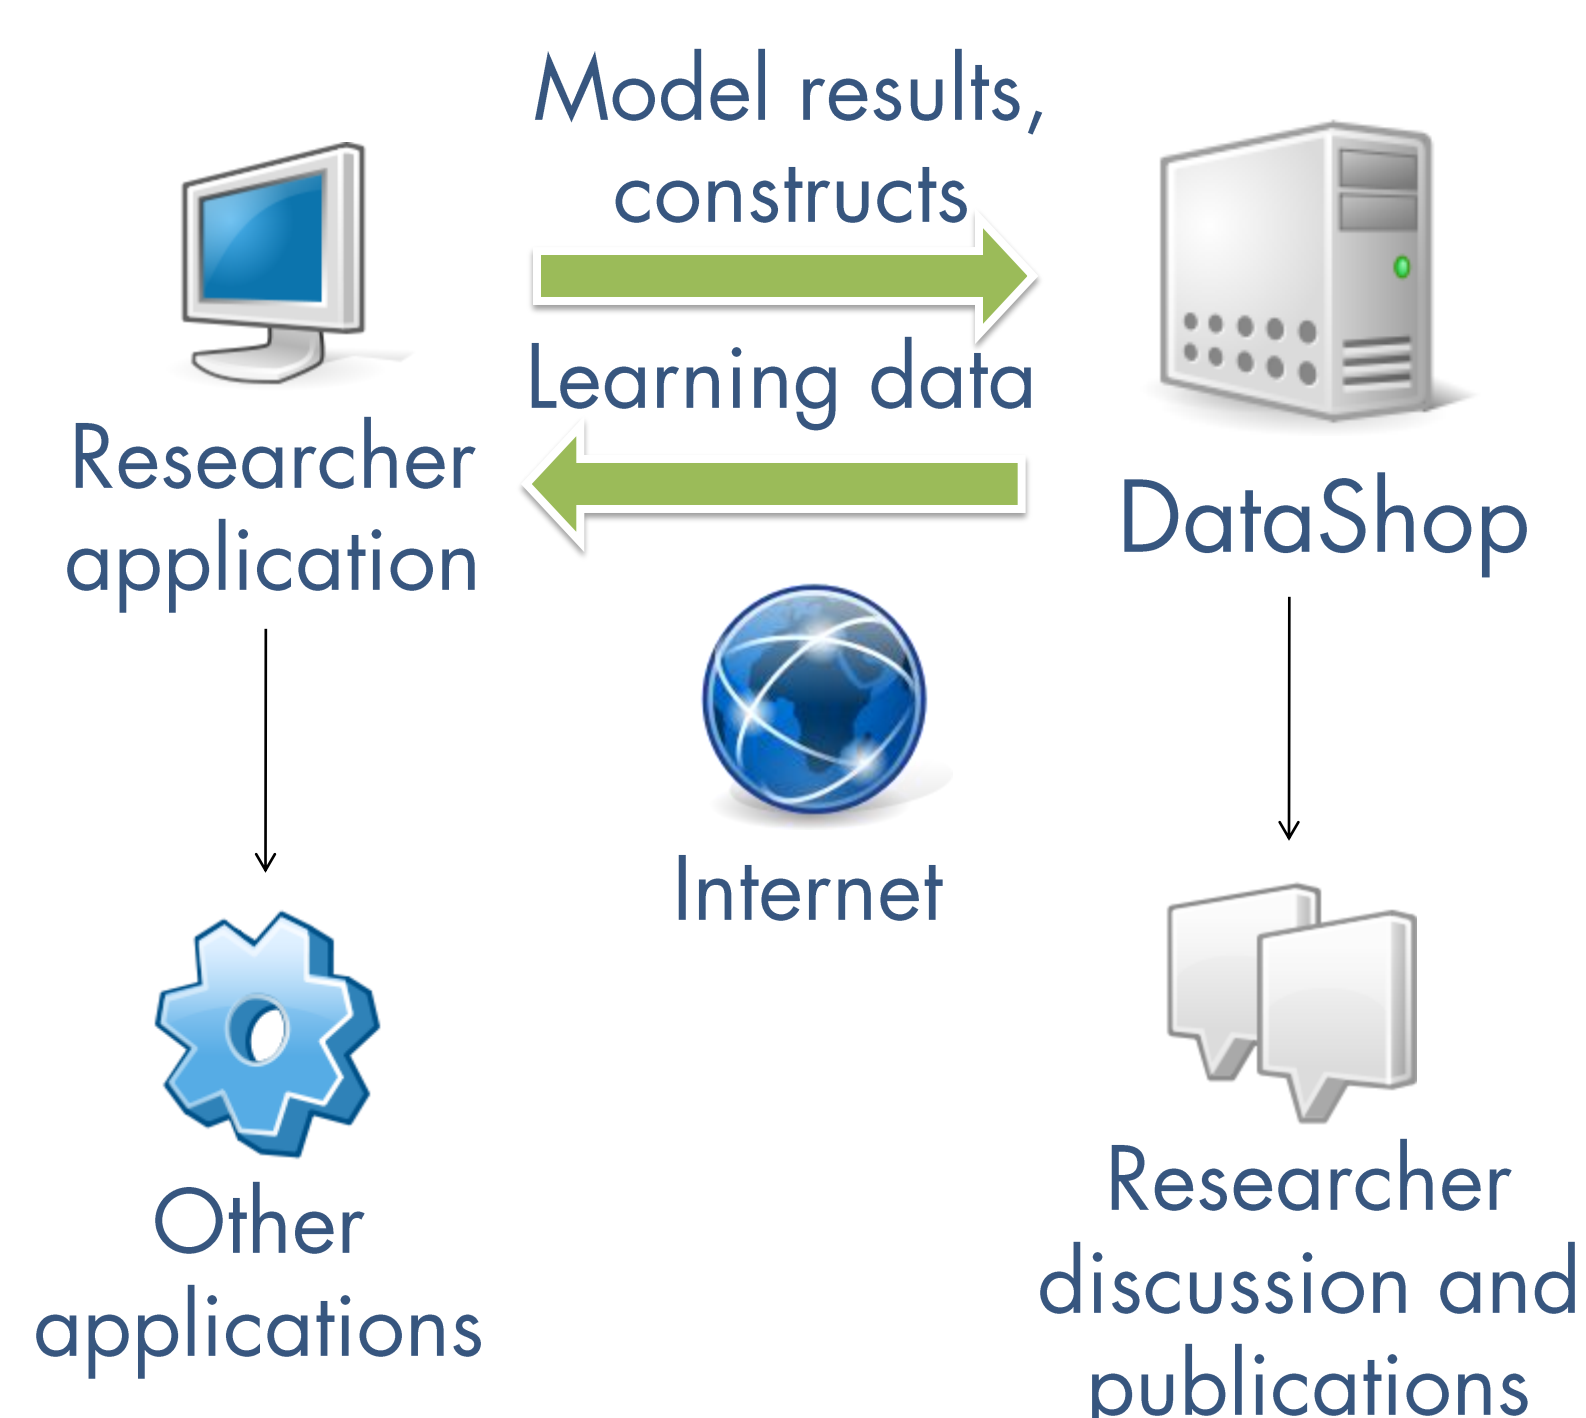 Model results,
constructs
Learning data
Researcher
application
DataShop
Internet
Other
applications
Researcher
discussion and
publications